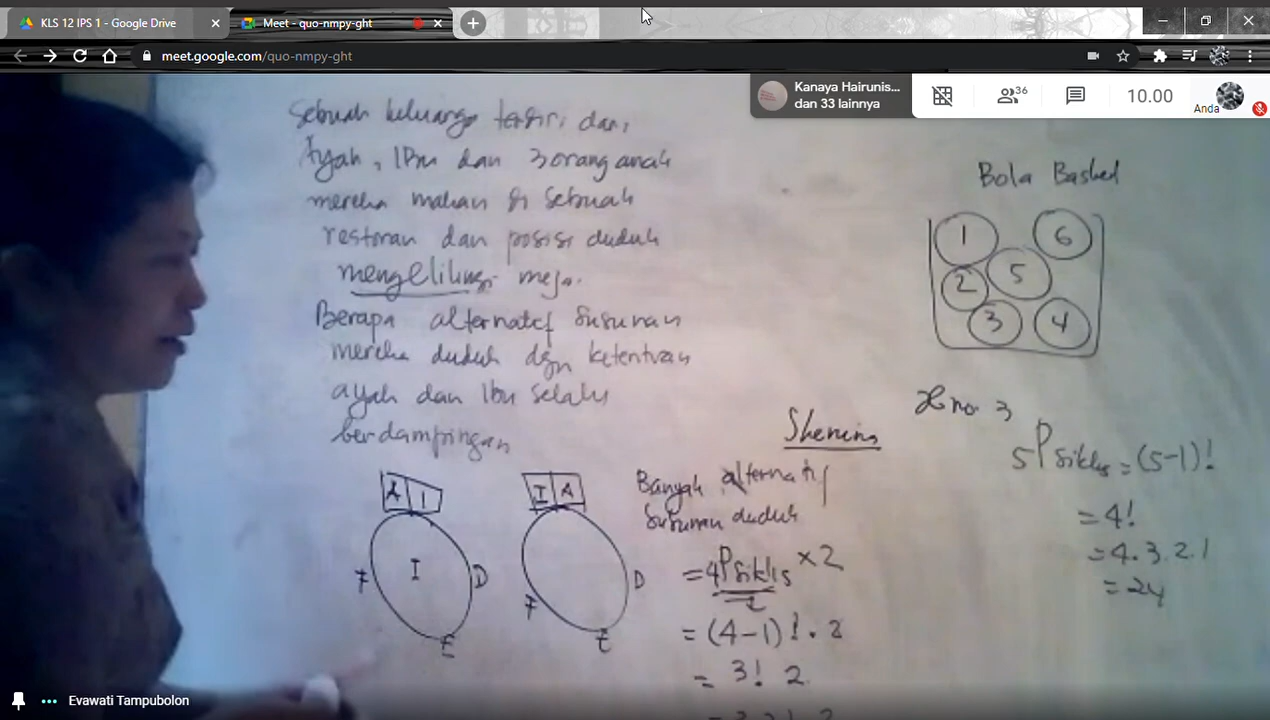 KLS 12 IPS 1 - Google Drive
Meet - quo-nmpy-ght
meet.google.com/quo-nmpy-ght
Kanaya Hairunis...
dan 33 lainnya
36
10.00
Anda
Sebuah keluarga terdiri dari
Ayah, Ibu dan 3 orang anak
mereka makan di sebuah
restoran dan posisi duduk
mengelilingi meja.
Berapa alternatif susunan
mereka duduk dgn ketentuan
ayah dan Ibu selalu
berdampingan
A I
I
F D
E
I A
F D
E
Banyak alternatif
susunan duduk
= 4P siklis × 2
= (4-1)! . 2
= 3! 2
Bola Basked
1 6
5
2
3 4
no. 3
5P siklis = (5-1)!
= 4!
= 4.3.2.1
= 24
Evawati Tampubolon